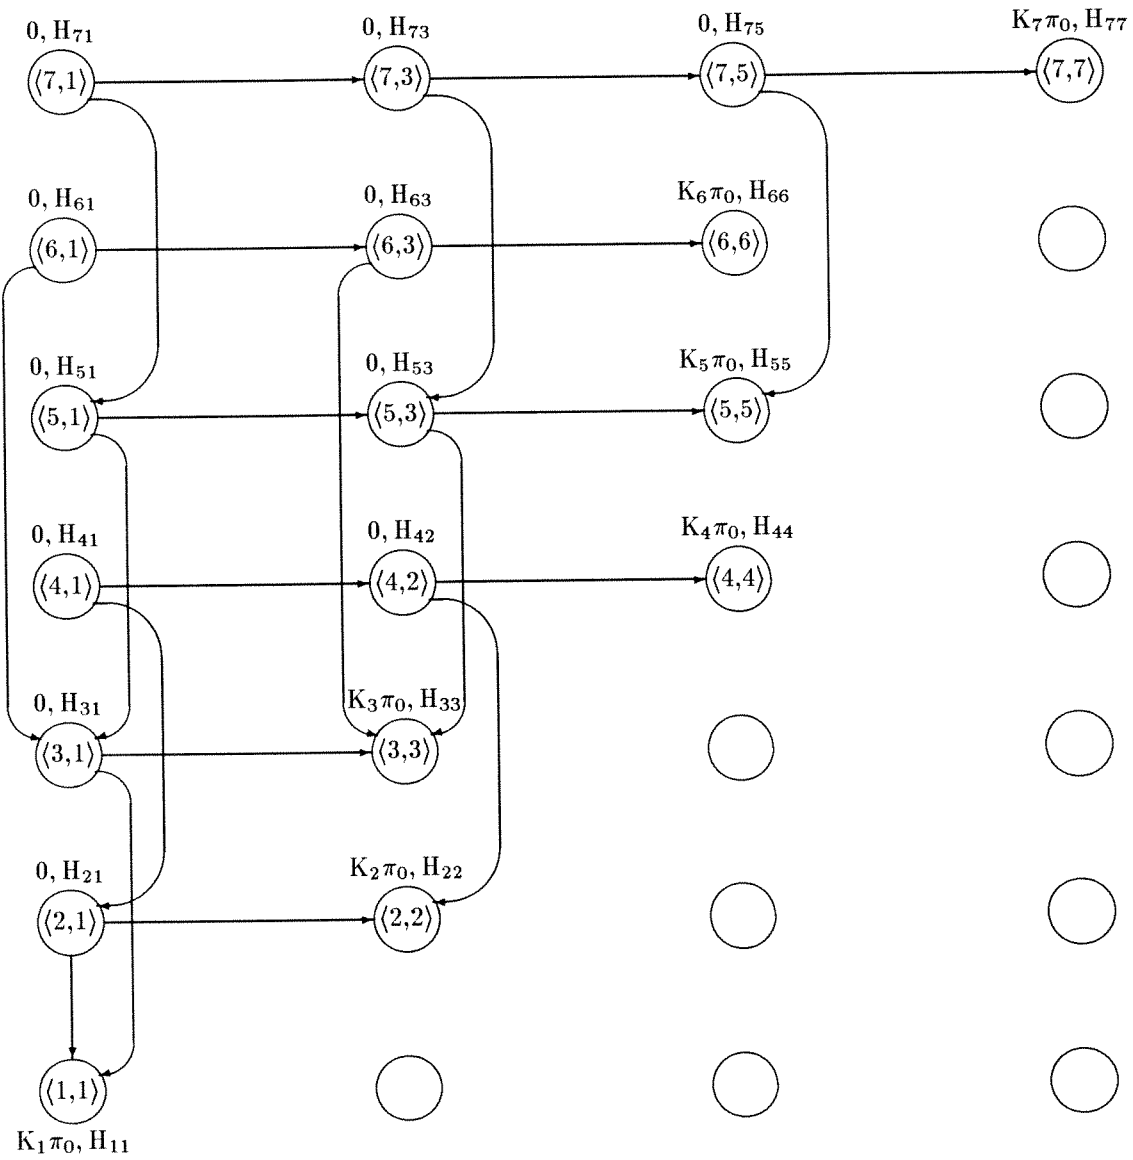 0, H₇₁ 0, H₇₃ 0, H₇₅ K₇π₀, H₇₇
⟨7,1⟩ ⟨7,3⟩ ⟨7,5⟩ ⟨7,7⟩
0, H₆₁ 0, H₆₃ K₆π₀, H₆₆
⟨6,1⟩ ⟨6,3⟩ ⟨6,6⟩
0, H₅₁ 0, H₅₃ K₅π₀, H₅₅
⟨5,1⟩ ⟨5,3⟩ ⟨5,5⟩
0, H₄₁ 0, H₄₂ K₄π₀, H₄₄
⟨4,1⟩ ⟨4,2⟩ ⟨4,4⟩
0, H₃₁ K₃π₀, H₃₃
⟨3,1⟩ ⟨3,3⟩
0, H₂₁ K₂π₀, H₂₂
⟨2,1⟩ ⟨2,2⟩
⟨1,1⟩
K₁π₀, H₁₁